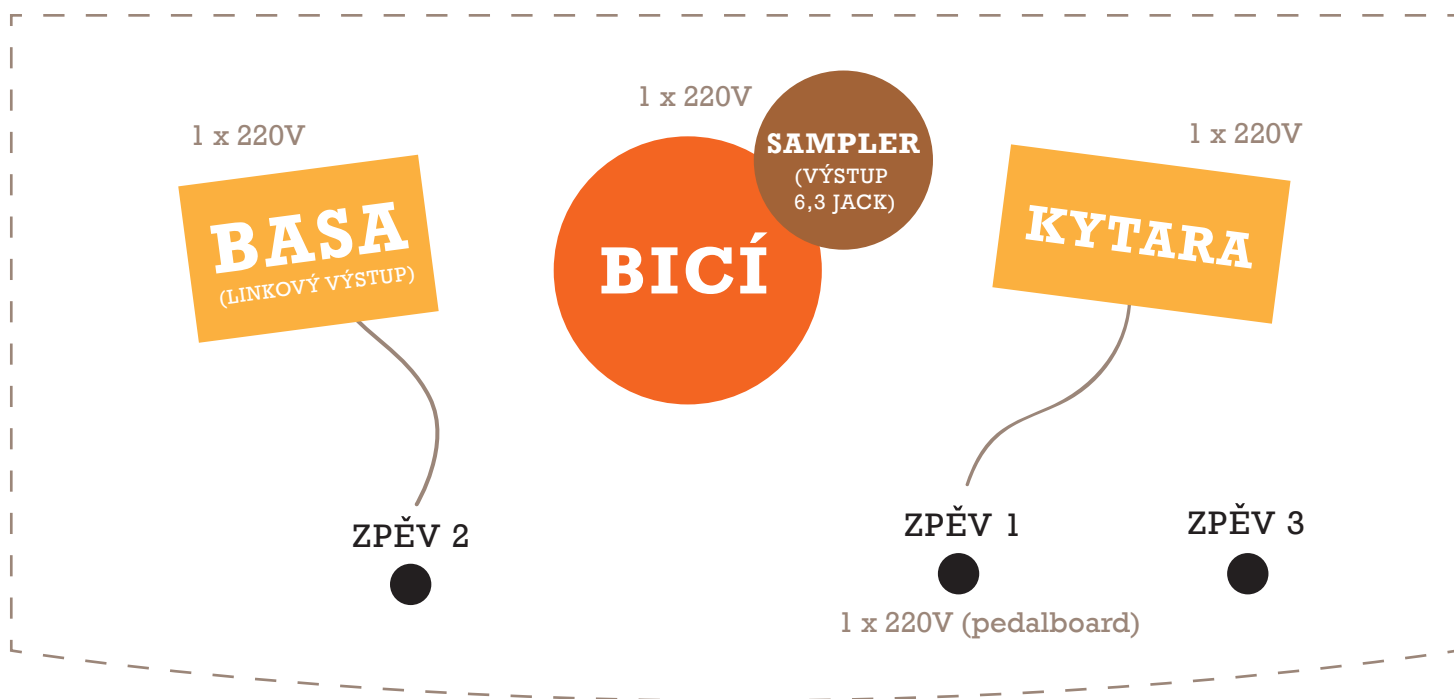 1 x 220V
1 x 220V
1 x 220V
BASA
(LINKOVÝ VÝSTUP)
BICÍ
SAMPLER
(VÝSTUP
6,3 JACK)
KYTARA
ZPĚV 2
ZPĚV 1
ZPĚV 3
1 x 220V (pedalboard)